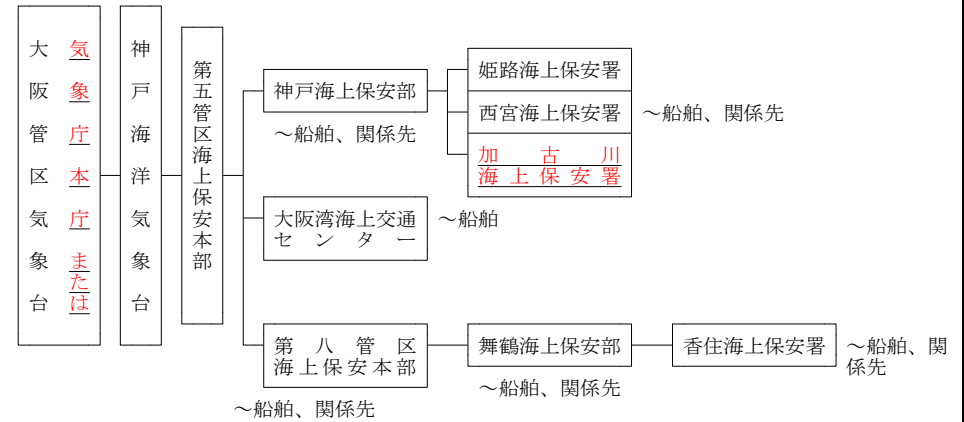 気象庁本庁または
大阪管区気象台
神戸海洋気象台
第五管区海上保安本部
神戸海上保安部
～船舶、関係先
姫路海上保安署
西宮海上保安署
加古川
海上保安署
～船舶、関係先
大阪湾海上交通
センター
～船舶
第八管区
海上保安本部
～船舶、関係先
舞鶴海上保安部
～船舶、関係先
香住海上保安署
～船舶、関
係先